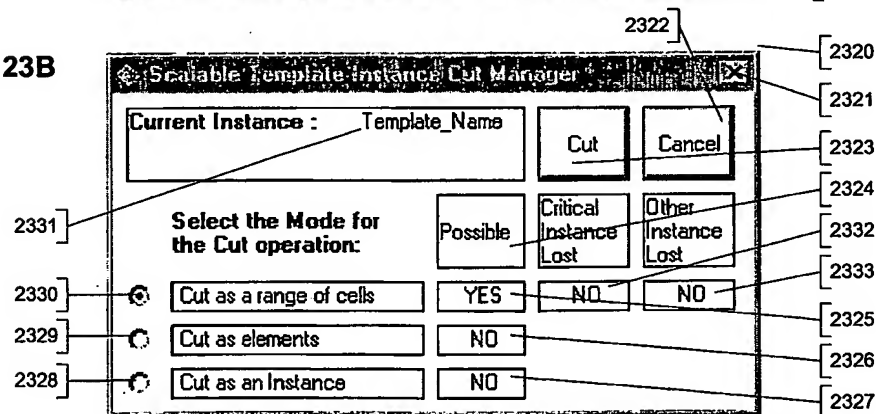 2322
2320
23B
Scalable Template Instance Cut Manager
2321
Current Instance : Template_Name
Cut
Cancel
2323
2324
2331
Select the Mode for
the Cut operation:
Possible
Critical
Instance
Lost
Other
Instance
Lost
2332
2333
2330
Cut as a range of cells
YES
NO
NO
2325
2329
Cut as elements
NO
2326
2328
Cut as an Instance
NO
2327